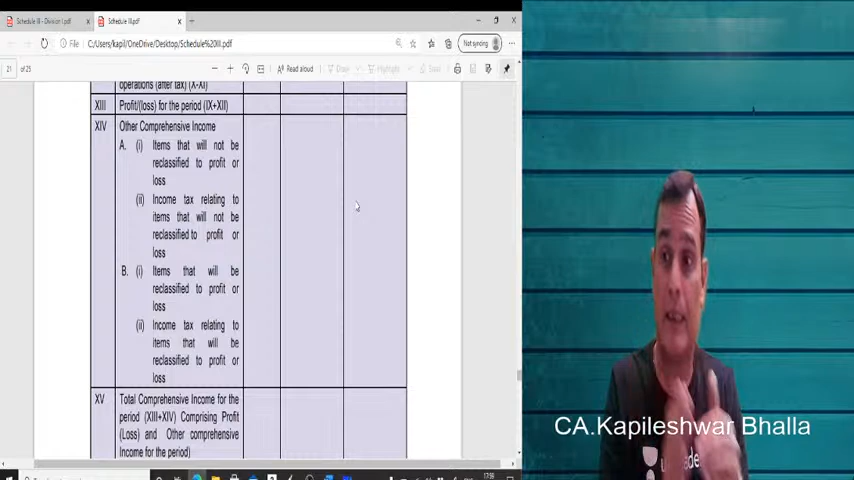 Schedule III - Division I.pdf
Schedule III.pdf
File
C:/Users/kapil/OneDrive/Desktop/Schedule%20III.pdf
Not syncing
21 of 25
Read aloud
Draw
Highlight
Erase
operations (after tax) (X-XI)
XIII Profit/(loss) for the period (IX+XII)
XIV Other Comprehensive Income
A. (i) Items that will not be
reclassified to profit or
loss
(ii) Income tax relating to
items that will not be
reclassified to profit or
loss
B. (i) Items that will be
reclassified to profit or
loss
(ii) Income tax relating to
items that will be
reclassified to profit or
loss
XV Total Comprehensive Income for the
period (XIII+XIV) Comprising Profit
(Loss) and Other comprehensive
Income for the period)
CA.Kapileshwar Bhalla